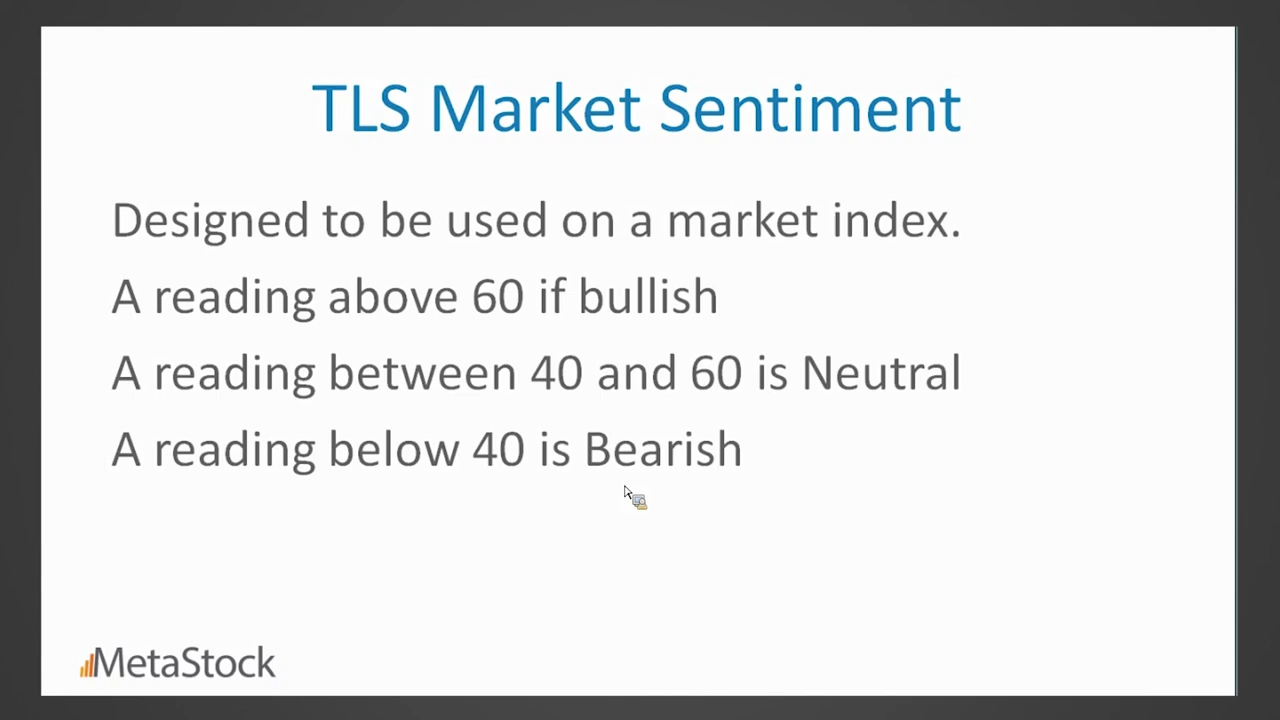 TLS Market Sentiment
Designed to be used on a market index.
A reading above 60 if bullish
A reading between 40 and 60 is Neutral
A reading below 40 is Bearish
MetaStock